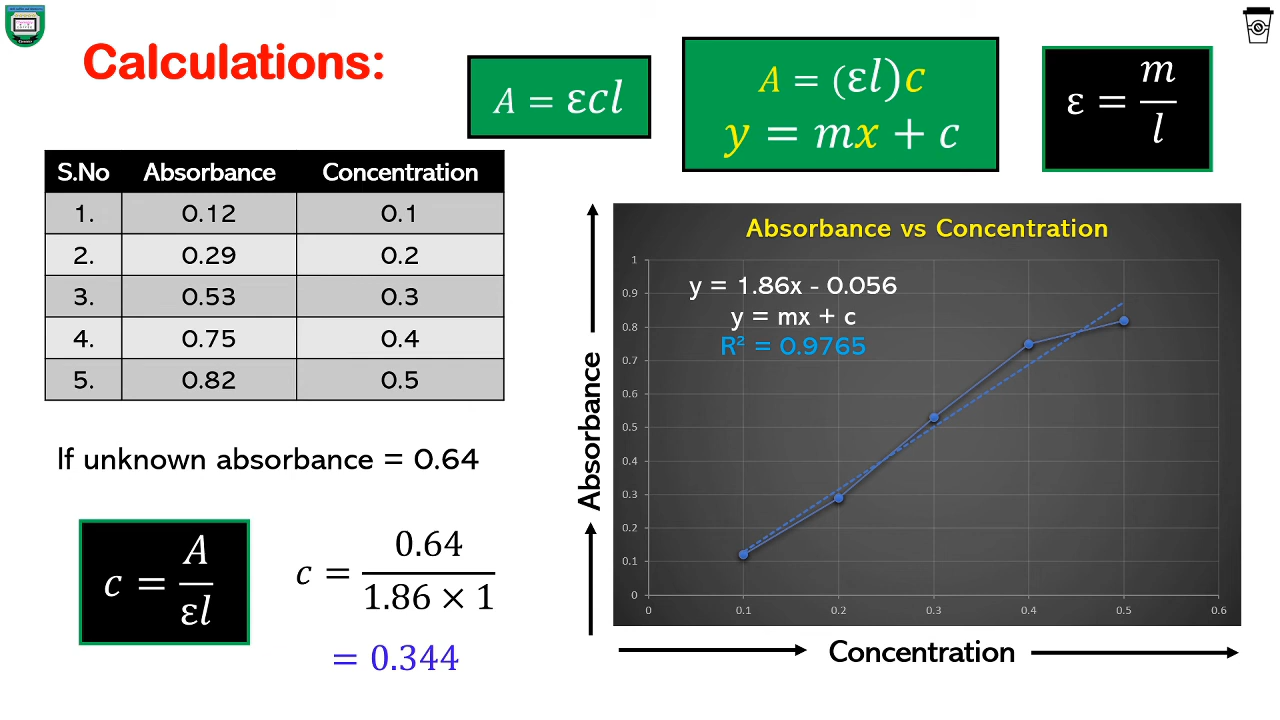 Calculations:
A = εcl
A = (εl)c
y = mx + c
ε = m/l
S.No Absorbance Concentration
1. 0.12 0.1
2. 0.29 0.2
3. 0.53 0.3
4. 0.75 0.4
5. 0.82 0.5
If unknown absorbance = 0.64
c = A/εl
c = 0.64/1.86 × 1
= 0.344
Absorbance vs Concentration
y = 1.86x - 0.056
y = mx + c
R² = 0.9765
1
0.9
0.8
0.7
0.6
0.5
0.4
0.3
0.2
0.1
0
0 0.1 0.2 0.3 0.4 0.5 0.6
Absorbance
Concentration